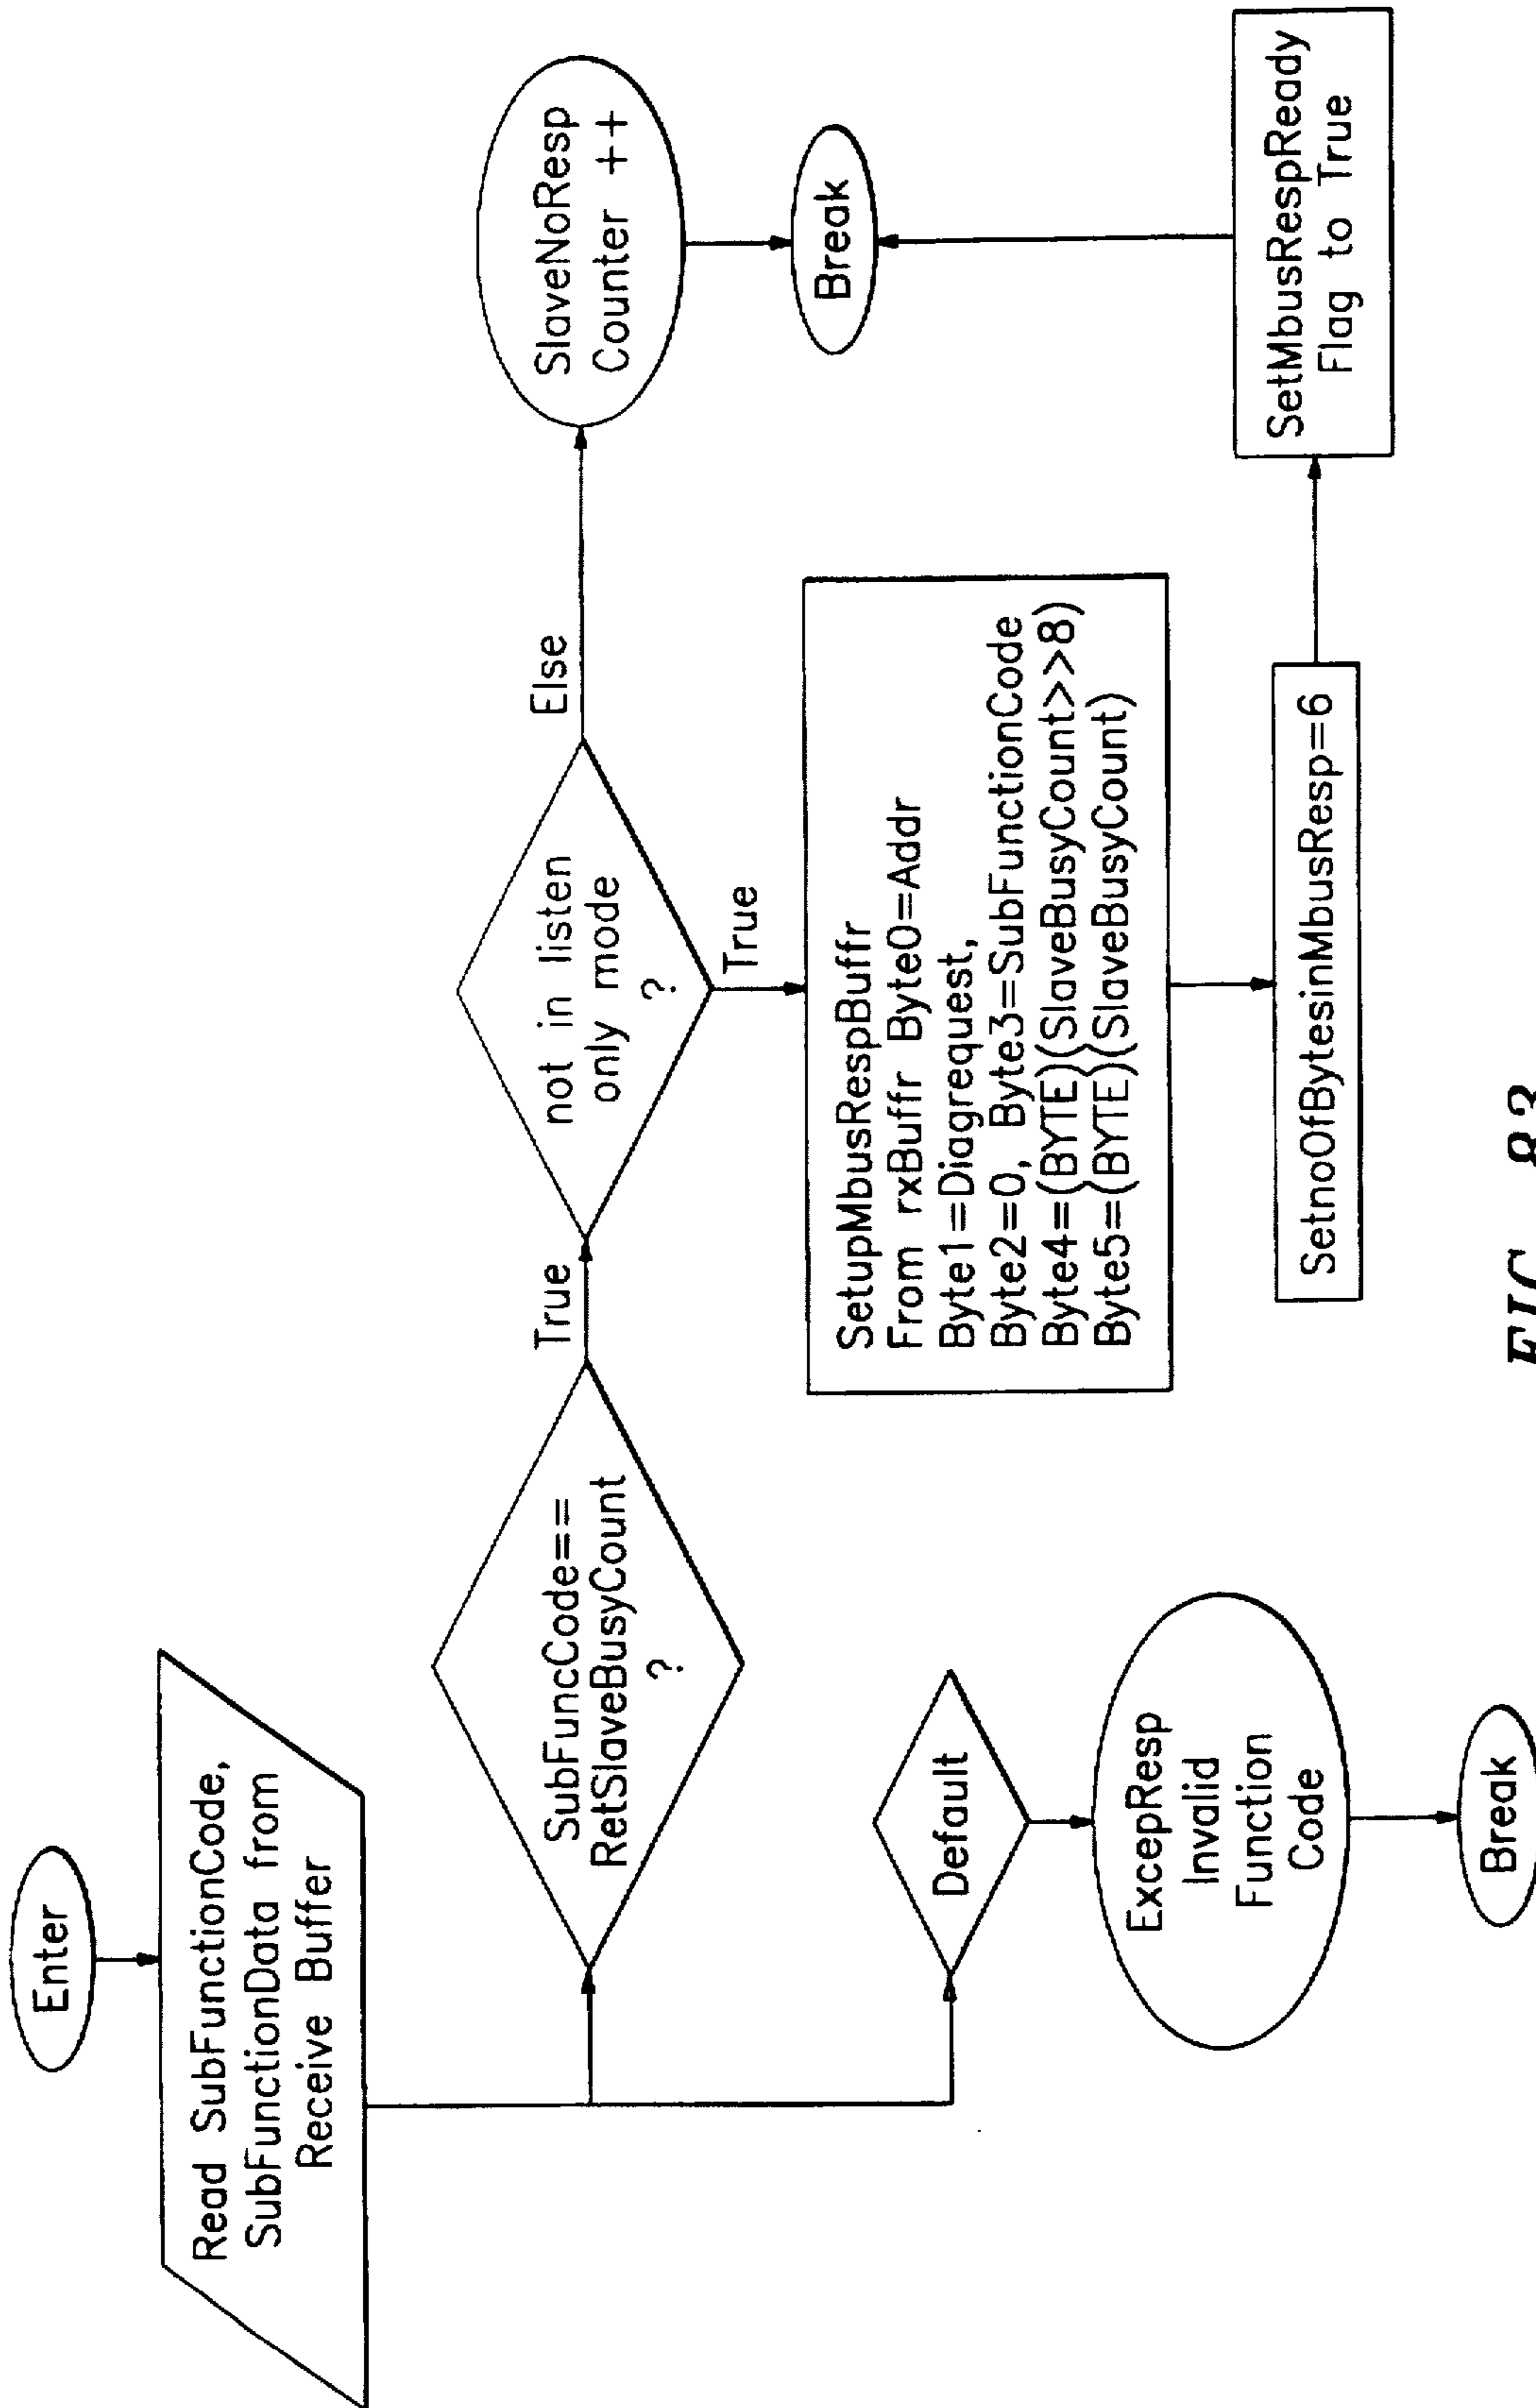 Enter
Read SubFunctionCode,
SubFunctionData from
Receive Buffer
SubFuncCode==
RetSlaveBusyCount
?
True
not in listen
only mode
?
Else
SlaveNoResp
Counter ++
Break
True
SetupMbusRespBuffr
From rxBuffr Byte0=Addr
Byte1=Diagrequest,
Byte2=0, Byte3=SubFunctionCode
Byte4=(BYTE)(SlaveBusyCount>>8)
Byte5=(BYTE)(SlaveBusyCount)
SetnoOfBytesinMbusResp=6
SetMbusRespReady
Flag to True
Default
ExcepResp
Invalid
Function
Code
Break